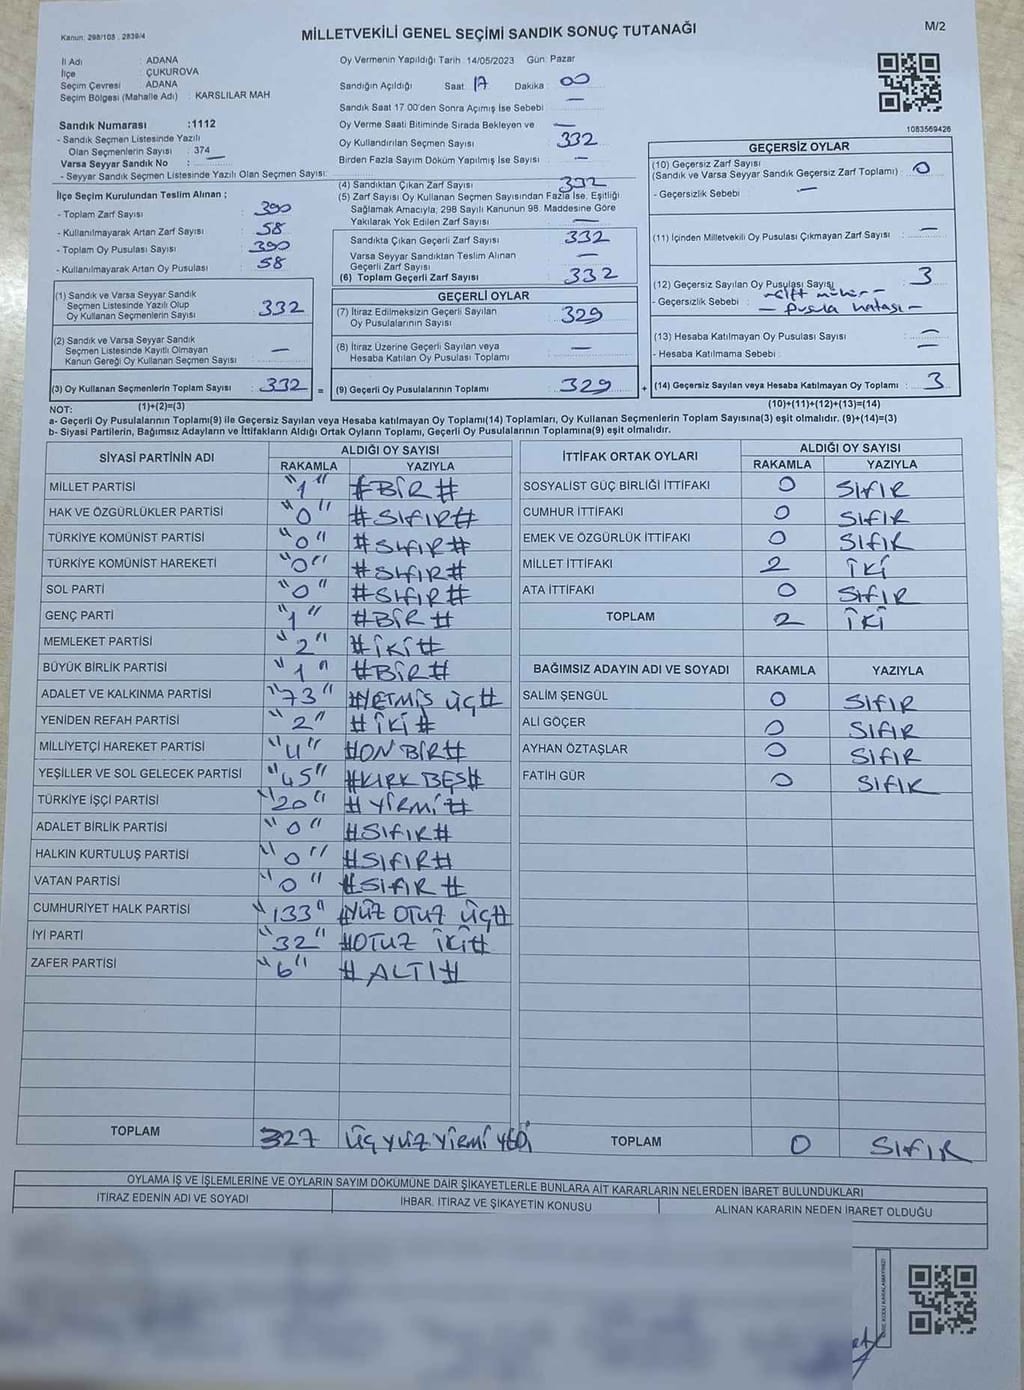 Kanun: 298/105 , 2839/4
MİLLETVEKİLİ GENEL SEÇİMİ SANDIK SONUÇ TUTANAĞI
M/2
İl Adı : ADANA
İlçe : ÇUKUROVA
Seçim Çevresi : ADANA
Seçim Bölgesi (Mahalle Adı) : KARSLILAR MAH
Sandık Numarası :1112
- Sandık Seçmen Listesinde Yazılı
Olan Seçmenlerin Sayısı : 374
Varsa Seyyar Sandık No : —
- Seyyar Sandık Seçmen Listesinde Yazılı Olan Seçmen Sayısı:
Oy Vermenin Yapıldığı Tarih 14/05/2023 Gün: Pazar
Sandığın Açıldığı Saat 17 Dakika : 00
Sandık Saat 17.00'den Sonra Açımış İse Sebebi : —
Oy Verme Saati Bitiminde Sırada Bekleyen ve —
Oy Kullandırılan Seçmen Sayısı 332
Birden Fazla Sayım Döküm Yapılmış İse Sayısı : —
1083569426
İlçe Seçim Kurulundan Teslim Alınan ;
- Toplam Zarf Sayısı : 390
- Kullanılmayarak Artan Zarf Sayısı : 58
- Toplam Oy Pusulası Sayısı : 390
- Kullanılmayarak Artan Oy Pusulası : 58
(4) Sandıktan Çıkan Zarf Sayısı : 332
(5) Zarf Sayısı Oy Kullanan Seçmen Sayısından Fazla İse, Eşitliği
Sağlamak Amacıyla, 298 Sayılı Kanunun 98. Maddesine Göre
Yakılarak Yok Edilen Zarf Sayısı : —
Sandıkta Çıkan Geçerli Zarf Sayısı : 332
Varsa Seyyar Sandıktan Teslim Alınan
Geçerli Zarf Sayısı : —
(6) Toplam Geçerli Zarf Sayısı : 332
GEÇERSİZ OYLAR
(10) Geçersiz Zarf Sayısı
(Sandık ve Varsa Seyyar Sandık Geçersiz Zarf Toplamı) : 0
- Geçersizlik Sebebi : —
(11) İçinden Milletvekili Oy Pusulası Çıkmayan Zarf Sayısı : —
(12) Geçersiz Sayılan Oy Pusulası Sayısı : 3
- Geçersizlik Sebebi : - çift mühür -
- Pusula hatası -
(13) Hesaba Katılmayan Oy Pusulası : —
- Hesaba Katılmama Sebebi : —
(14) Geçersiz Sayılan veya Hesaba Katılmayan Oy Toplamı : 3
(10)+(11)+(12)+(13)=(14)
(1) Sandık ve Varsa Seyyar Sandık
Seçmen Listesinde Yazılı Olup
Oy Kullanan Seçmenlerin Sayısı : 332
(2) Sandık ve Varsa Seyyar Sandık
Seçmen Listesinde Kayıtlı Olmayan
Kanun Gereği Oy Kullanan Seçmen Sayısı : —
(3) Oy Kullanan Seçmenlerin Toplam Sayısı : 332 =
(1)+(2)=(3)
GEÇERLİ OYLAR
(7) İtiraz Edilmeksizin Geçerli Sayılan
Oy Pusulalarının Sayısı : 329
(8) İtiraz Üzerine Geçerli Sayılan veya
Hesaba Katılan Oy Pusulası Toplamı : —
(9) Geçerli Oy Pusulalarının Toplamı : 329 +
NOT:
a- Geçerli Oy Pusulalarının Toplamı(9) ile Geçersiz Sayılan veya Hesaba katılmayan Oy Toplamı(14) Toplamları, Oy Kullanan Seçmenlerin Toplam Sayısına(3) eşit olmalıdır. (9)+(14)=(3)
b- Siyasi Partilerin, Bağımsız Adayların ve İttifakların Aldığı Ortak Oyların Toplamı, Geçerli Oy Pusulalarının Toplamına(9) eşit olmalıdır.
SİYASİ PARTİNİN ADI ALDIĞI OY SAYISI
RAKAMLA YAZIYLA
MİLLET PARTİSİ "1" #BİR#
HAK VE ÖZGÜRLÜKLER PARTİSİ "0" #SIFIR#
TÜRKİYE KOMÜNİST PARTİSİ "0" #SIFIR#
TÜRKİYE KOMÜNİST HAREKETİ "0" #SIFIR#
SOL PARTİ "0" #SIFIR#
GENÇ PARTİ "1" #BİR#
MEMLEKET PARTİSİ "2" #İKİ#
BÜYÜK BİRLİK PARTİSİ "1" #BİR#
ADALET VE KALKINMA PARTİSİ "73" #YETMİŞ ÜÇ#
YENİDEN REFAH PARTİSİ "2" #İKİ#
MİLLİYETÇİ HAREKET PARTİSİ "11" #ON BİR#
YEŞİLLER VE SOL GELECEK PARTİSİ "45" #KIRK BEŞ#
TÜRKİYE İŞÇİ PARTİSİ "20" #YİRMİ#
ADALET BİRLİK PARTİSİ "0" #SIFIR#
HALKIN KURTULUŞ PARTİSİ "0" #SIFIR#
VATAN PARTİSİ "0" #SIFIR#
CUMHURİYET HALK PARTİSİ "133" #YÜZ OTUZ ÜÇ#
İYİ PARTİ "32" #OTUZ İKİ#
ZAFER PARTİSİ "6" #ALTI#
TOPLAM 327 ÜÇ YÜZ YİRMİ YEDİ
İTTİFAK ORTAK OYLARI ALDIĞI OY SAYISI
RAKAMLA YAZIYLA
SOSYALİST GÜÇ BİRLİĞİ İTTİFAKI 0 SIFIR
CUMHUR İTTİFAKI 0 SIFIR
EMEK VE ÖZGÜRLÜK İTTİFAKI 0 SIFIR
MİLLET İTTİFAKI 2 İKİ
ATA İTTİFAKI 0 SIFIR
TOPLAM 2 İKİ
BAĞIMSIZ ADAYIN ADI VE SOYADI RAKAMLA YAZIYLA
SALİM ŞENGÜL 0 SIFIR
ALİ GÖÇER 0 SIFIR
AYHAN ÖZTAŞLAR 0 SIFIR
FATİH GÜR 0 SIFIR
TOPLAM 0 SIFIR
OYLAMA İŞ VE İŞLEMLERİNE VE OYLARIN SAYIM DÖKÜMÜNE DAİR ŞİKAYETLERLE BUNLARA AİT KARARLARIN NELERDEN İBARET BULUNDUKLARI
İTİRAZ EDENİN ADI VE SOYADI İHBAR, İTİRAZ VE ŞİKAYETİN KONUSU ALINAN KARARIN NEDEN İBARET OLDUĞU